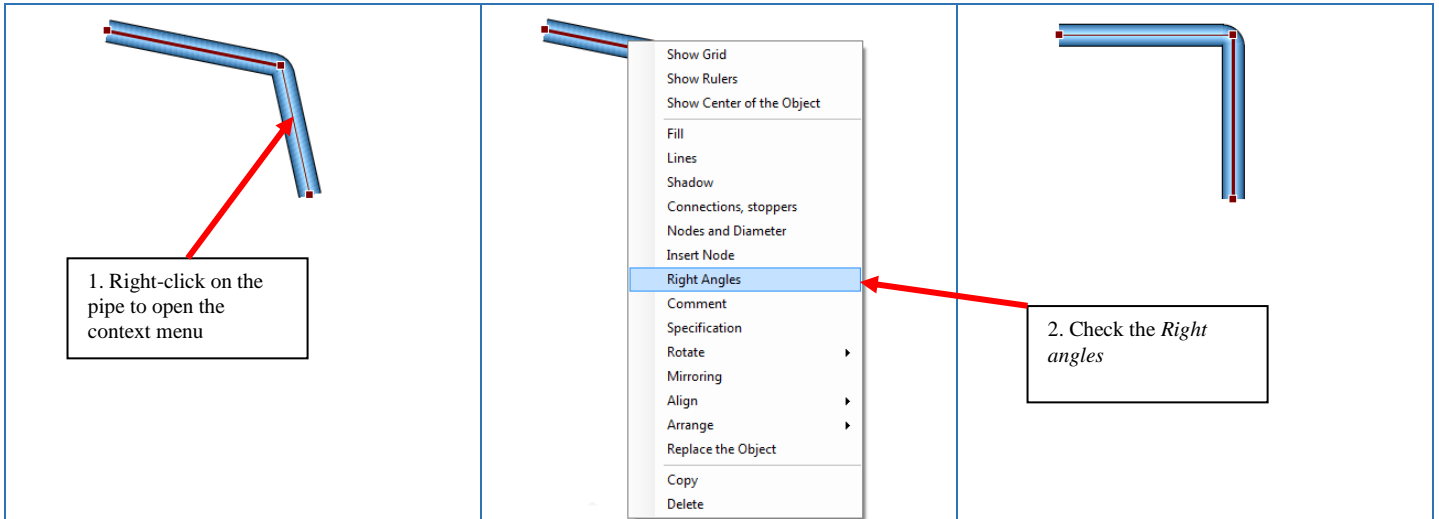 1. Right-click on the
pipe to open the
context menu
Show Grid
Show Rulers
Show Center of the Object
Fill
Lines
Shadow
Connections, stoppers
Nodes and Diameter
Insert Node
Right Angles
Comment
Specification
Rotate
Mirroring
Align
Arrange
Replace the Object
Copy
Delete
2. Check the Right
angles